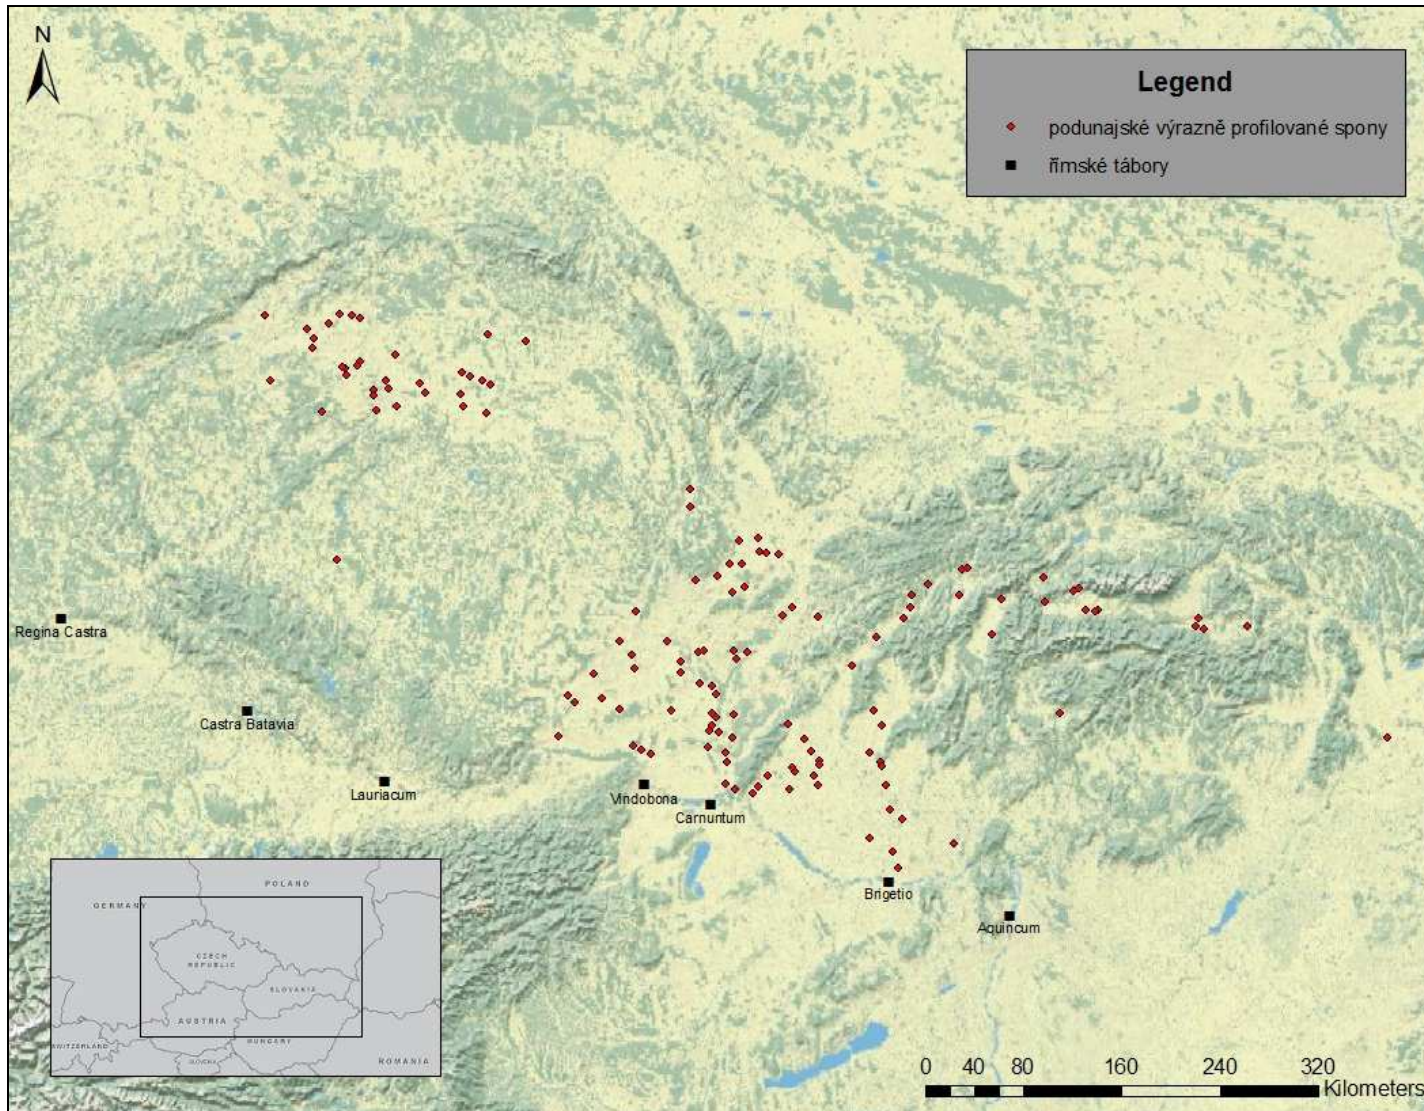 N
Legend
podunajské výrazně profilované spony
římské tábory
Regina Castra
Castra Batavia
Lauriacum
Vindobona
Carnuntum
Brigetio
Aquincum
POLAND
GERMANY
CZECH
REPUBLIC
SLOVAKIA
AUSTRIA
HUNGARY
SWITZERLAND
ROMANIA
0 40 80 160 240 320
Kilometers